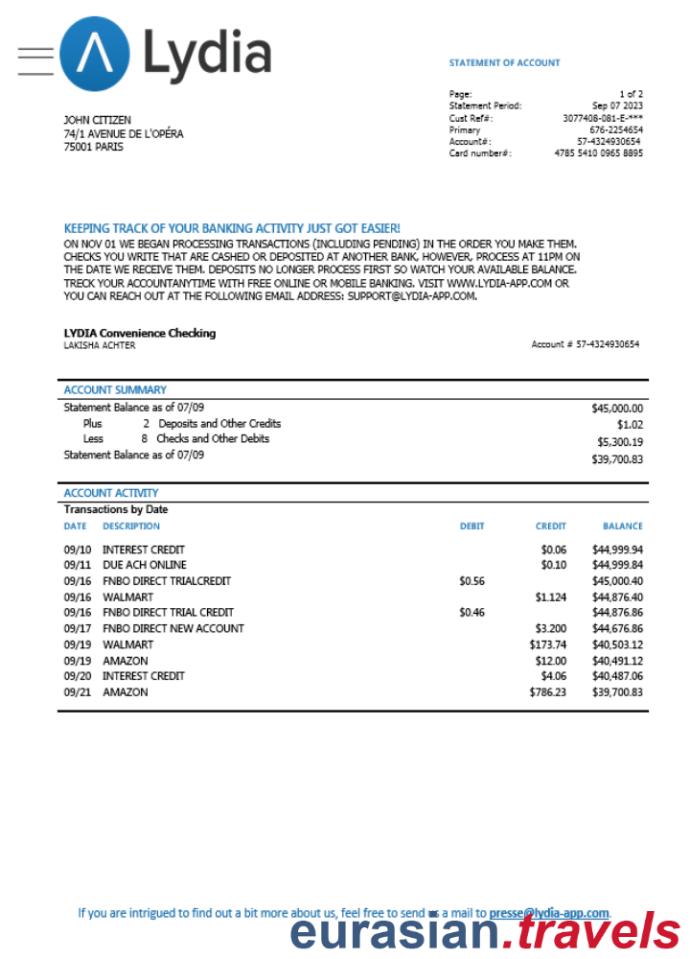 Lydia
STATEMENT OF ACCOUNT
Page: 1 of 2
Statement Period: Sep 07 2023
Cust Ref#: 3077408-081-E-***
Primary 676-2254654
Account#: 57-4324930654
Card number#: 4785 5410 0965 8895
JOHN CITIZEN
74/1 AVENUE DE L'OPÉRA
75001 PARIS
KEEPING TRACK OF YOUR BANKING ACTIVITY JUST GOT EASIER!
ON NOV 01 WE BEGAN PROCESSING TRANSACTIONS (INCLUDING PENDING) IN THE ORDER YOU MAKE THEM.
CHECKS YOU WRITE THAT ARE CASHED OR DEPOSITED AT ANOTHER BANK, HOWEVER, PROCESS AT 11PM ON
THE DATE WE RECEIVE THEM. DEPOSITS NO LONGER PROCESS FIRST SO WATCH YOUR AVAILABLE BALANCE.
TRECK YOUR ACCOUNTANYTIME WITH FREE ONLINE OR MOBILE BANKING. VISIT WWW.LYDIA-APP.COM OR
YOU CAN REACH OUT AT THE FOLLOWING EMAIL ADDRESS: SUPPORT@LYDIA-APP.COM.
LYDIA Convenience Checking
LAKISHA ACHTER Account # 57-4324930654
ACCOUNT SUMMARY
Statement Balance as of 07/09 $45,000.00
Plus 2 Deposits and Other Credits $1.02
Less 8 Checks and Other Debits $5,300.19
Statement Balance as of 07/09 $39,700.83
ACCOUNT ACTIVITY
Transactions by Date
DATE DESCRIPTION DEBIT CREDIT BALANCE
09/10 INTEREST CREDIT $0.06 $44,999.94
09/11 DUE ACH ONLINE $0.10 $44,999.84
09/16 FNBO DIRECT TRIALCREDIT $0.56 $45,000.40
09/16 WALMART $1.124 $44,876.40
09/16 FNBO DIRECT TRIAL CREDIT $0.46 $44,876.86
09/17 FNBO DIRECT NEW ACCOUNT $3.200 $44,676.86
09/19 WALMART $173.74 $40,503.12
09/19 AMAZON $12.00 $40,491.12
09/20 INTEREST CREDIT $4.06 $40,487.06
09/21 AMAZON $786.23 $39,700.83
If you are intrigued to find out a bit more about us, feel free to send us a mail to presse@lydia-app.com.
eurasian.travels